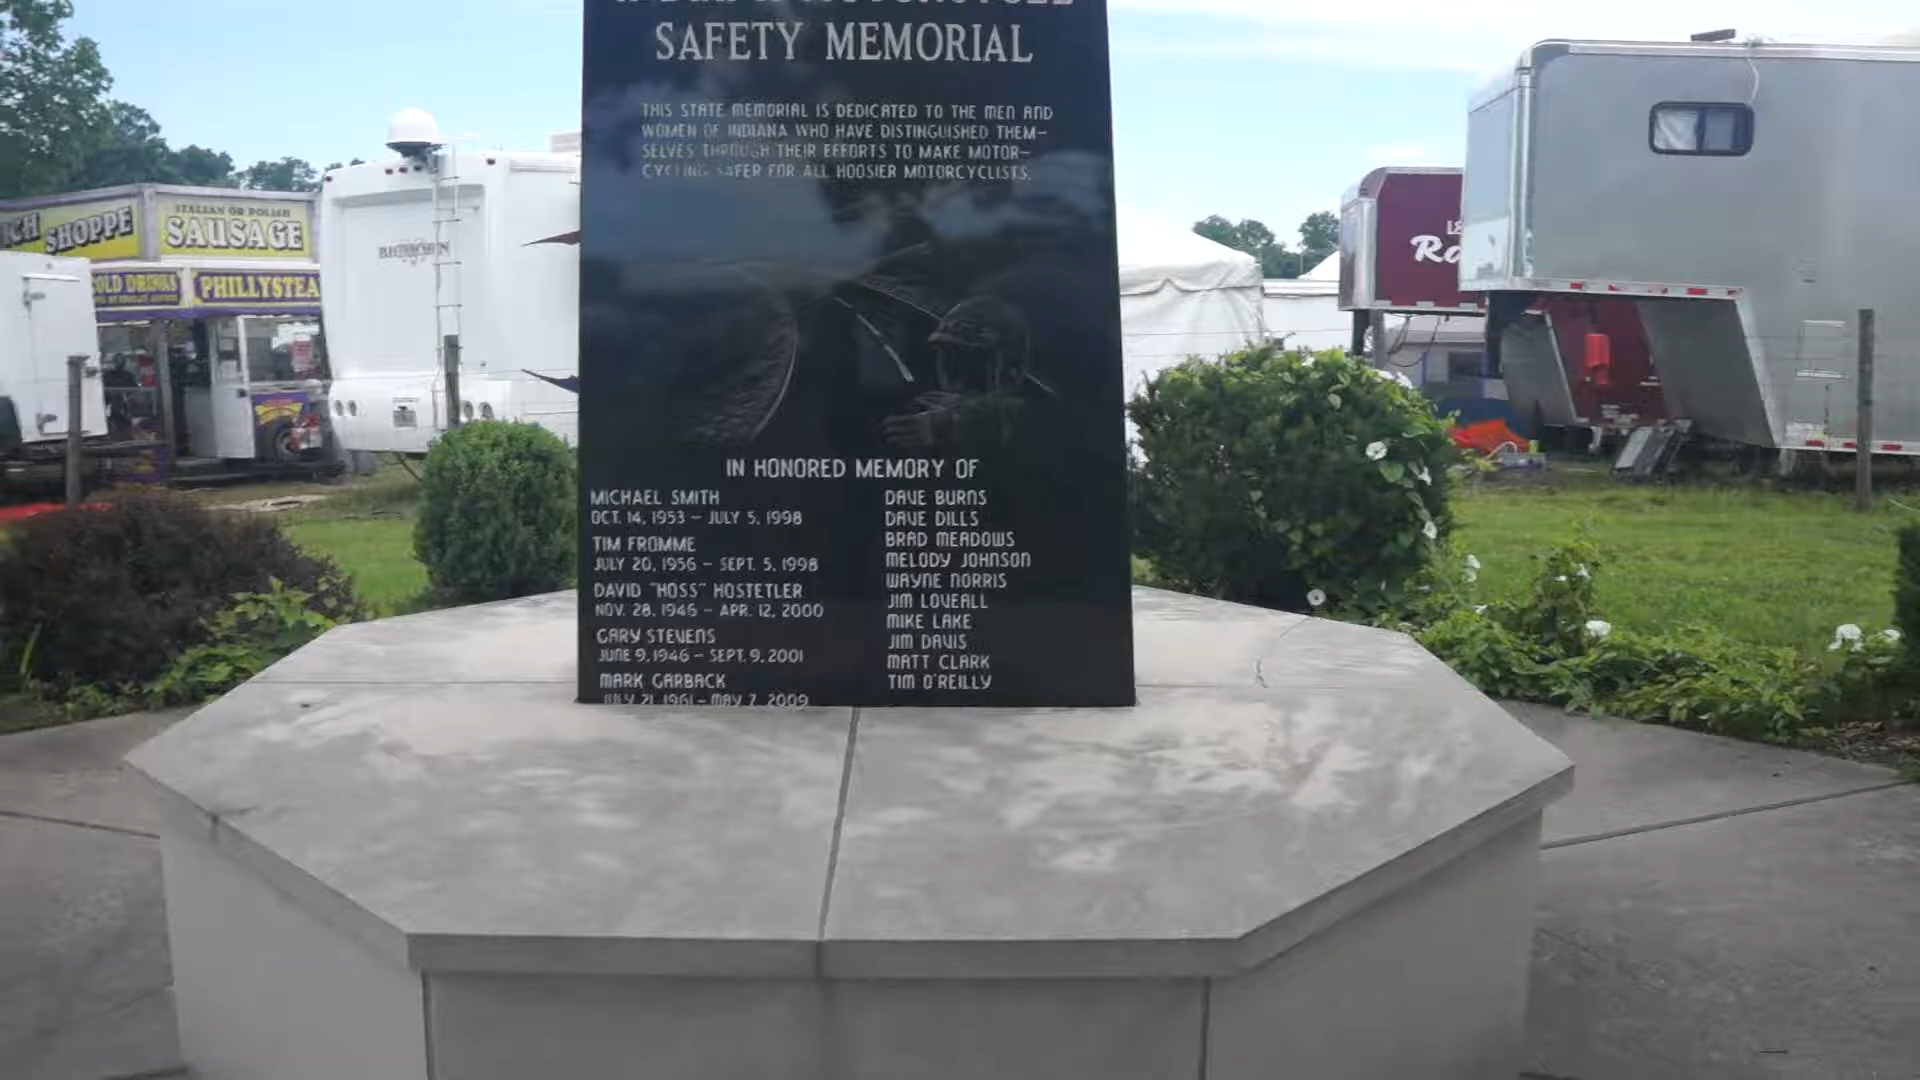 INDIANA MOTORCYCLE
SAFETY MEMORIAL
THIS STATE MEMORIAL IS DEDICATED TO THE MEN AND
WOMEN OF INDIANA WHO HAVE DISTINGUISHED THEM-
SELVES THROUGH THEIR EFFORTS TO MAKE MOTOR-
CYCLING SAFER FOR ALL HOOSIER MOTORCYCLISTS.
IN HONORED MEMORY OF
MICHAEL SMITH
OCT. 14, 1953 - JULY 5, 1998
TIM FROMME
JULY 20, 1956 - SEPT. 5, 1998
DAVID "HOSS" HOSTETLER
NOV. 28, 1946 - APR. 12, 2000
GARY STEVENS
JUNE 9, 1946 - SEPT. 9, 2001
MARK GARBACK
JULY 21, 1961 - MAY 7, 2009
DAVE BURNS
DAVE DILLS
BRAD MEADOWS
MELODY JOHNSON
WAYNE NORRIS
JIM LOVEALL
MIKE LAKE
JIM DAVIS
MATT CLARK
TIM O'REILLY
SHOPPE
ITALIAN OR POLISH
SAUSAGE
COLD DRINKS
PHILLYSTEA